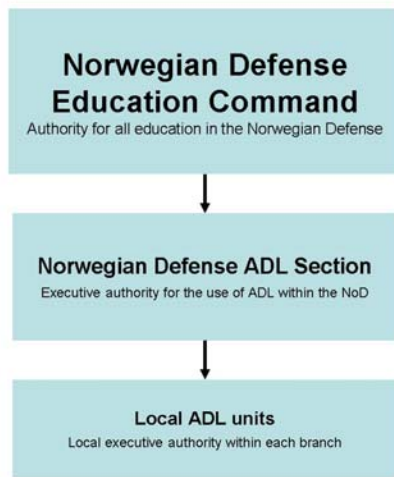 Norwegian Defense
Education Command
Authority for all education in the Norwegian Defense
Norwegian Defense ADL Section
Executive authority for the use of ADL within the NoD
Local ADL units
Local executive authority within each branch